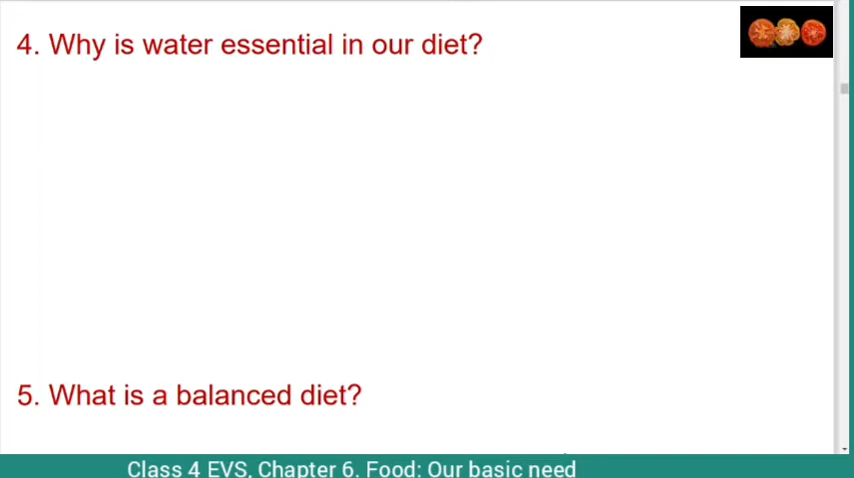 4. Why is water essential in our diet?
5. What is a balanced diet?
Class 4 EVS, Chapter 6. Food: Our basic need